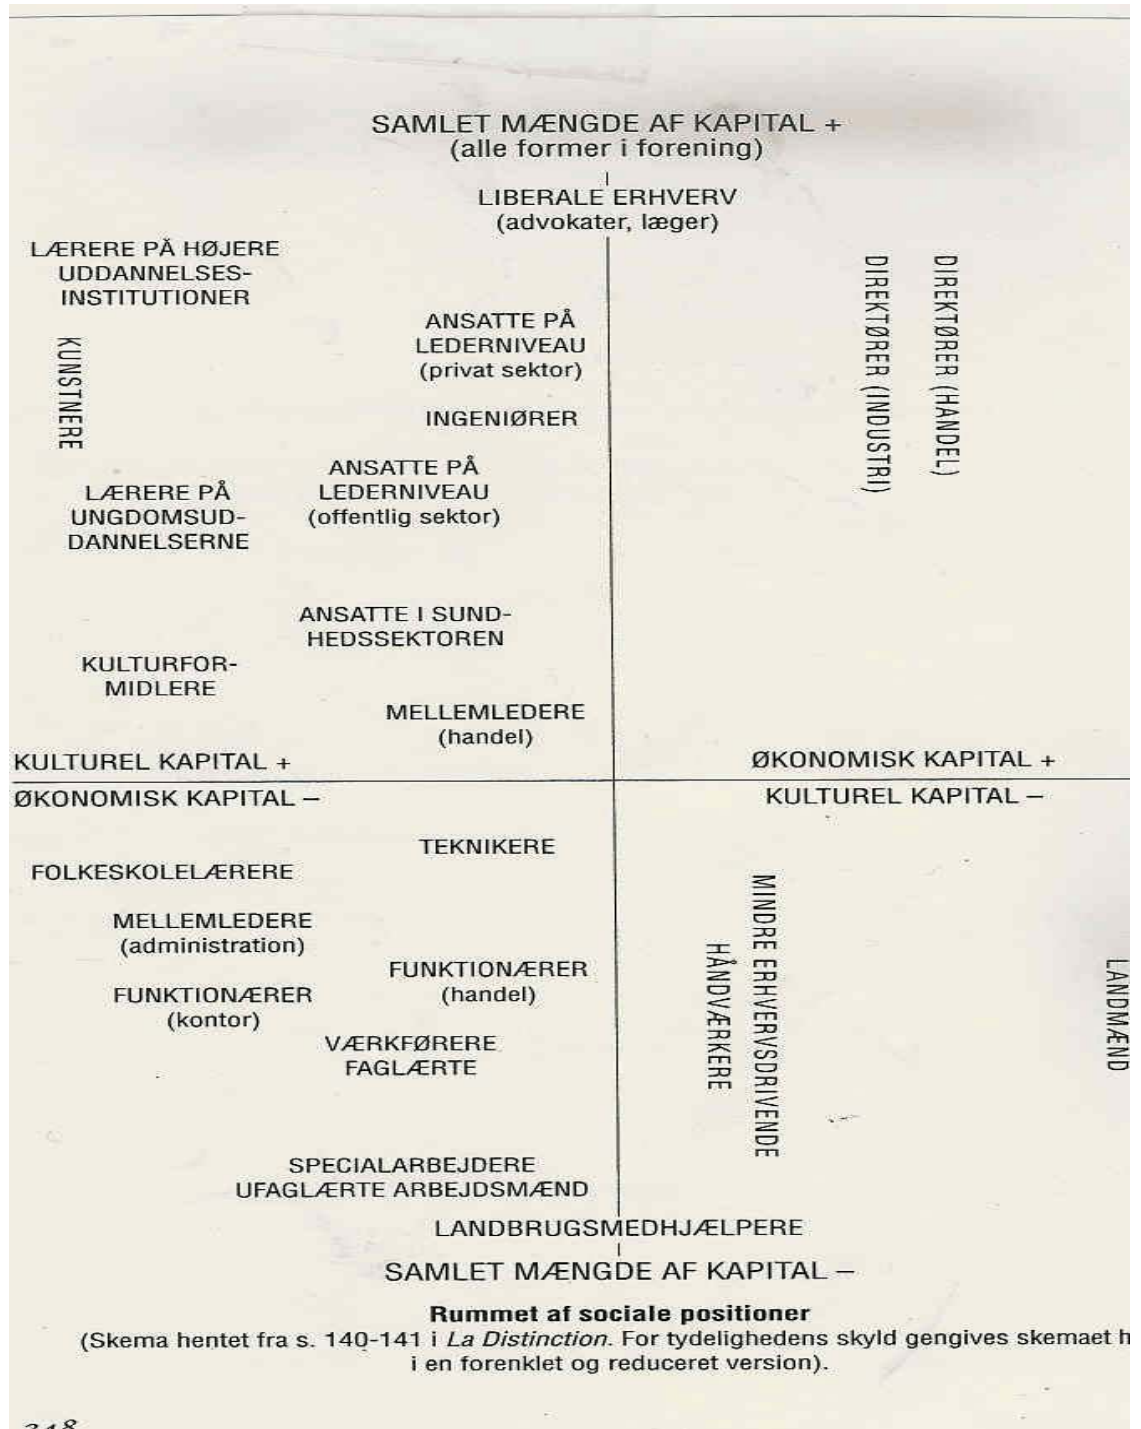 SAMLET MÆNGDE AF KAPITAL +
(alle former i forening)
LIBERALE ERHVERV
(advokater, læger)
LÆRERE PÅ HØJERE
UDDANNELSES-
INSTITUTIONER
KUNSTNERE
ANSATTE PÅ
LEDERNIVEAU
(privat sektor)
INGENIØRER
DIREKTØRER (INDUSTRI)
DIREKTØRER (HANDEL)
LÆRERE PÅ
UNGDOMSUD-
DANNELSERNE
ANSATTE PÅ
LEDERNIVEAU
(offentlig sektor)
ANSATTE I SUND-
HEDSSEKTOREN
KULTURFOR-
MIDLERE
MELLEMLEDERE
(handel)
KULTUREL KAPITAL +
ØKONOMISK KAPITAL +
ØKONOMISK KAPITAL –
KULTUREL KAPITAL –
TEKNIKERE
FOLKESKOLELÆRERE
MELLEMLEDERE
(administration)
FUNKTIONÆRER
(handel)
FUNKTIONÆRER
(kontor)
VÆRKFØRERE
FAGLÆRTE
HÅNDVÆRKERE
MINDRE ERHVERVSDRIVENDE
LANDMÆND
SPECIALARBEJDERE
UFAGLÆRTE ARBEJDSMÆND
LANDBRUGSMEDHJÆLPERE
SAMLET MÆNGDE AF KAPITAL –
Rummet af sociale positioner
(Skema hentet fra s. 140-141 i La Distinction. For tydelighedens skyld gengives skemaet
i en forenklet og reduceret version).